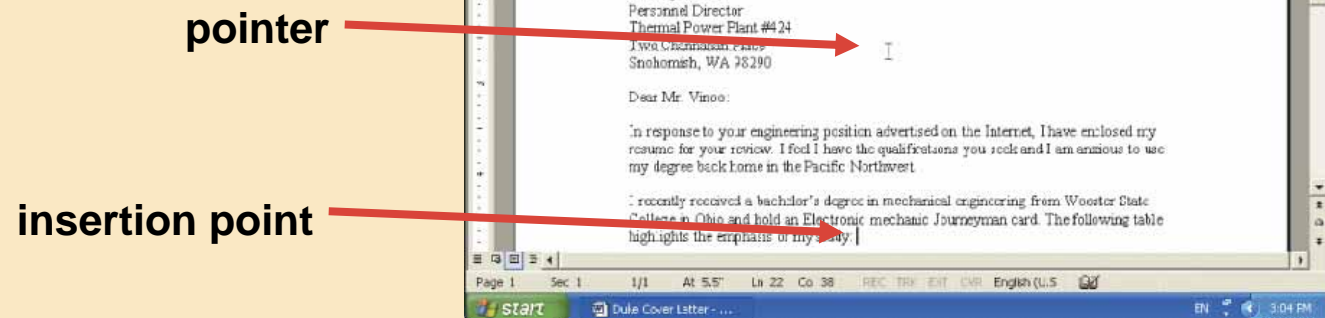 pointer
Personnel Director
Thermal Power Plant #424
Two Place
Snohomish, WA 98290
Dear Mr. Vinoo:
In response to your engineering position advertised on the Internet, I have enclosed my
resume for your review. I feel I have the qualifications you seek and I am anxious to use
my degree back home in the Pacific Northwest
I recently received a bachelor's degree in mechanical engineering from Wooster State
College in Ohio and hold an Electronic mechanic Journeyman card. The following table
highlights the emphasis of my study:
insertion point
Page 1 Sec 1 1/1 At 5.5" Ln 22 Co 38 REC TRK EXT OVR English (U.S
start Duke Cover Letter - ... EN 3:04 PM